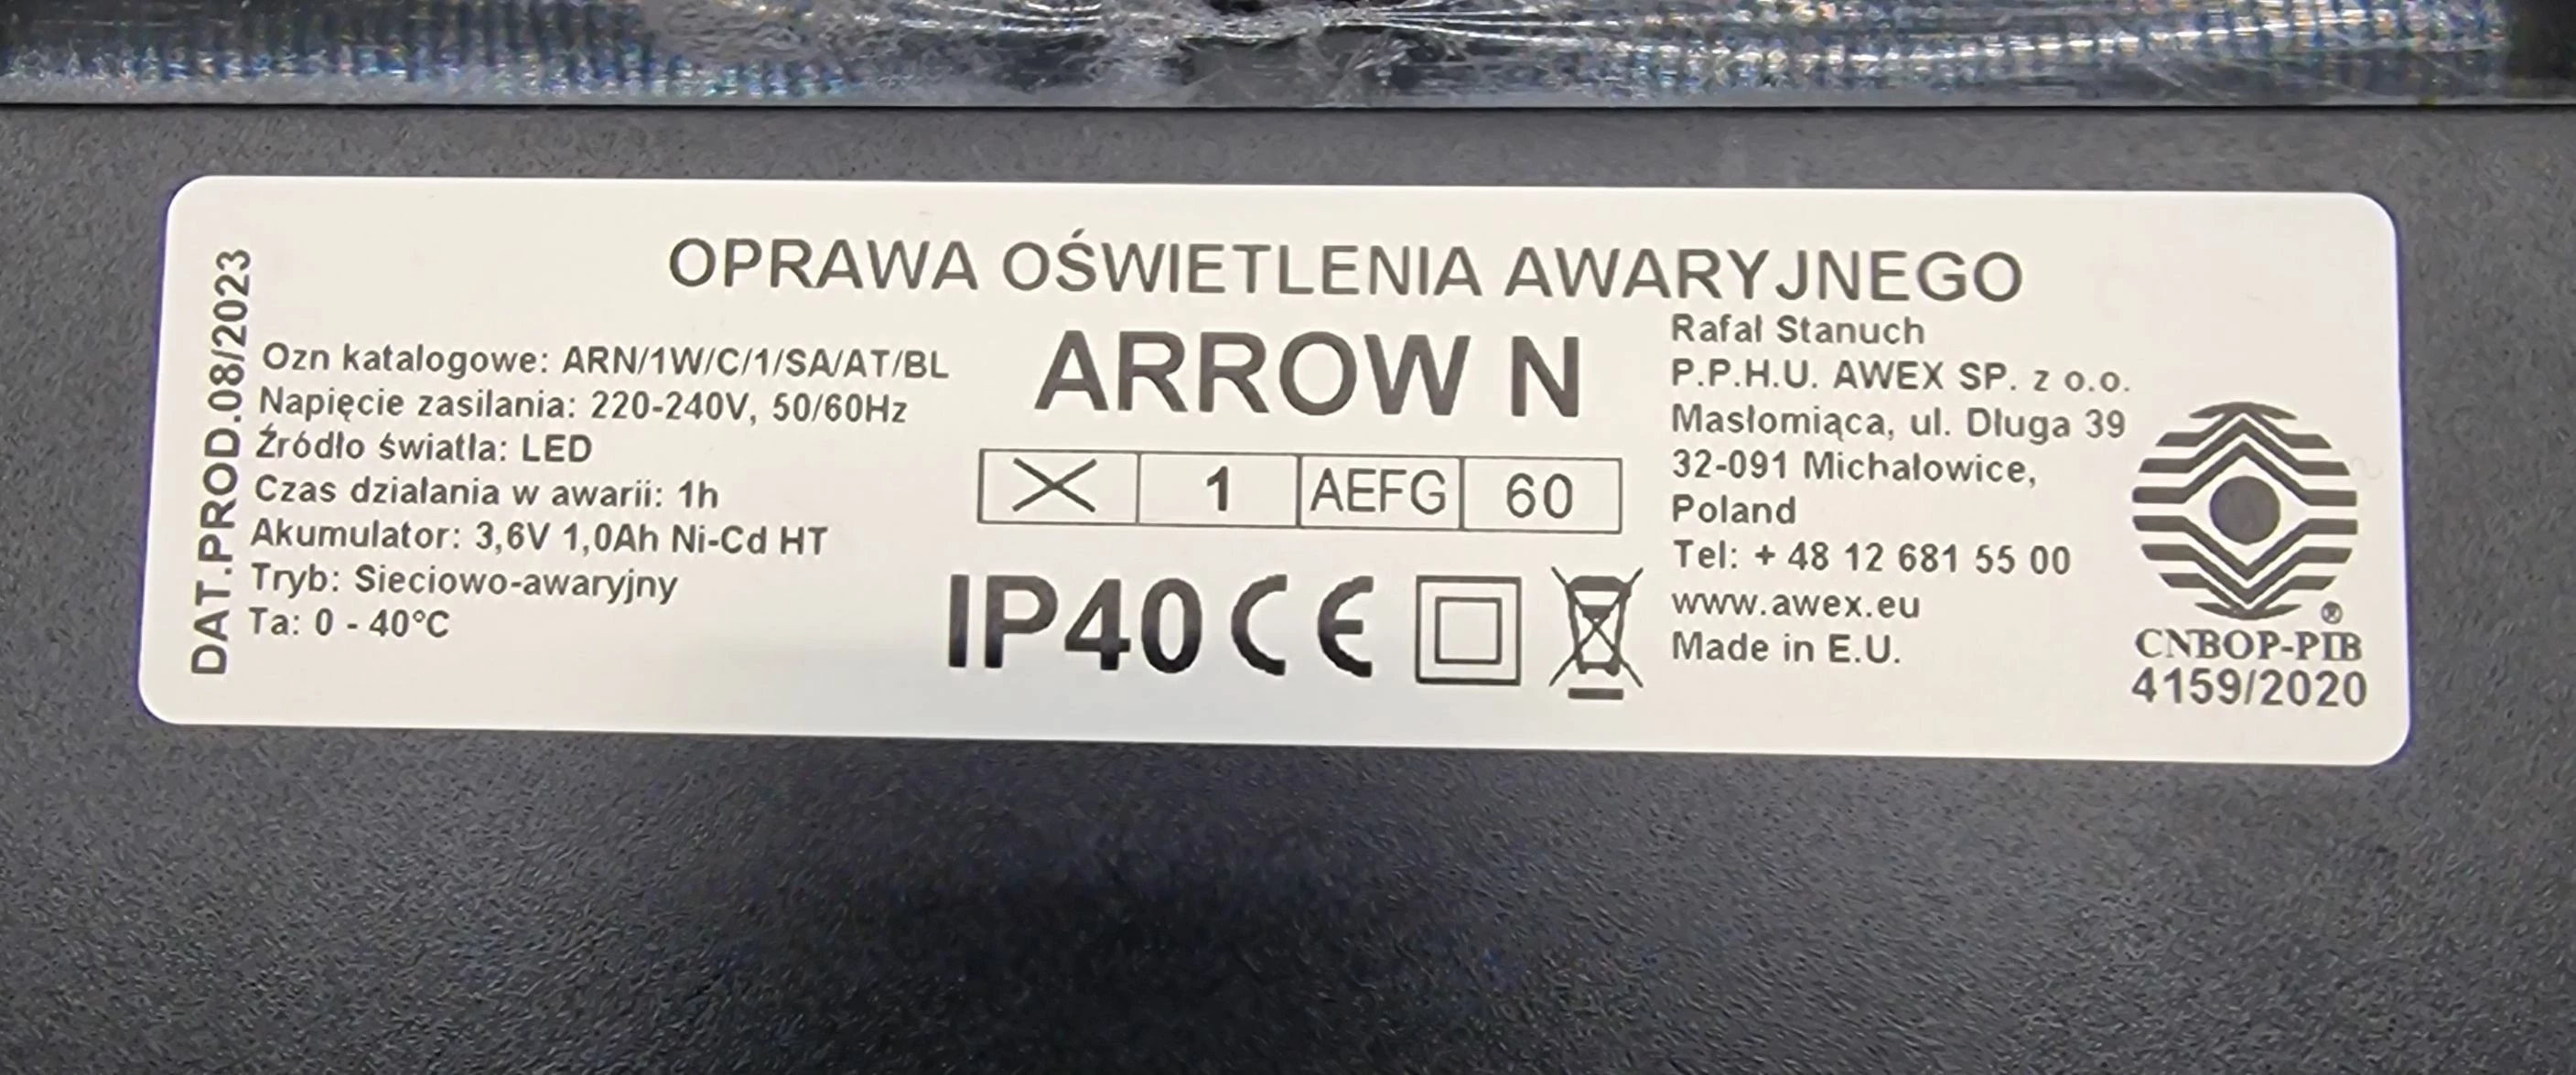 OPRAWA OŚWIETLENIA AWARYJNEGO
DAT.PROD.08/2023
Ozn katalogowe: ARN/1W/C/1/SA/AT/BL
Napięcie zasilania: 220-240V, 50/60Hz
Źródło światła: LED
Czas działania w awarii: 1h
Akumulator: 3,6V 1,0Ah Ni-Cd HT
Tryb: Sieciowo-awaryjny
Ta: 0 - 40°C
ARROW N
X 1 AEFG 60
IP40 CE
Rafał Stanuch
P.P.H.U. AWEX SP. z o.o.
Masłomiąca, ul. Długa 39
32-091 Michałowice,
Poland
Tel: + 48 12 681 55 00
www.awex.eu
Made in E.U.
®
CNBOP-PIB
4159/2020